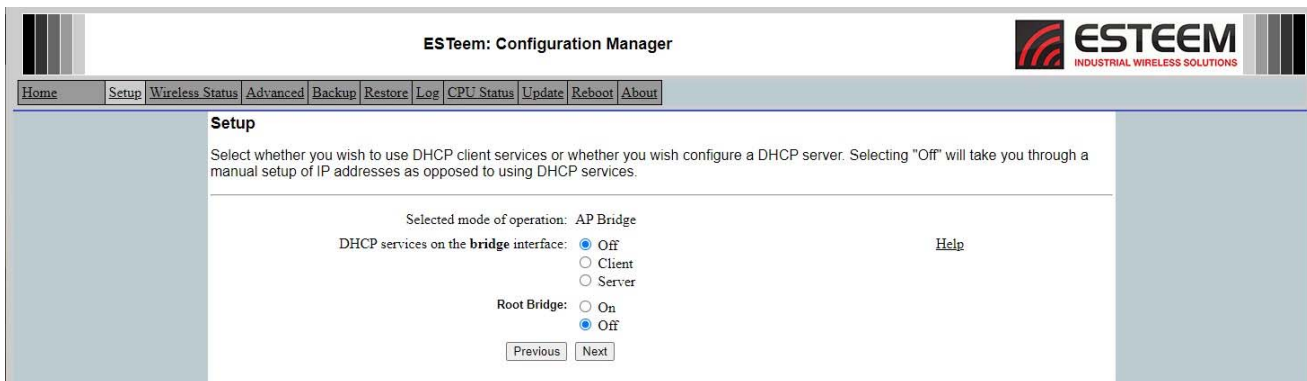 ESTeem: Configuration Manager
ESTEEM
INDUSTRIAL WIRELESS SOLUTIONS
Home Setup Wireless Status Advanced Backup Restore Log CPU Status Update Reboot About
Setup
Select whether you wish to use DHCP client services or whether you wish configure a DHCP server. Selecting "Off" will take you through a
manual setup of IP addresses as opposed to using DHCP services.
Selected mode of operation: AP Bridge
DHCP services on the bridge interface: Off Help
Client
Server
Root Bridge: On
Off
Previous Next